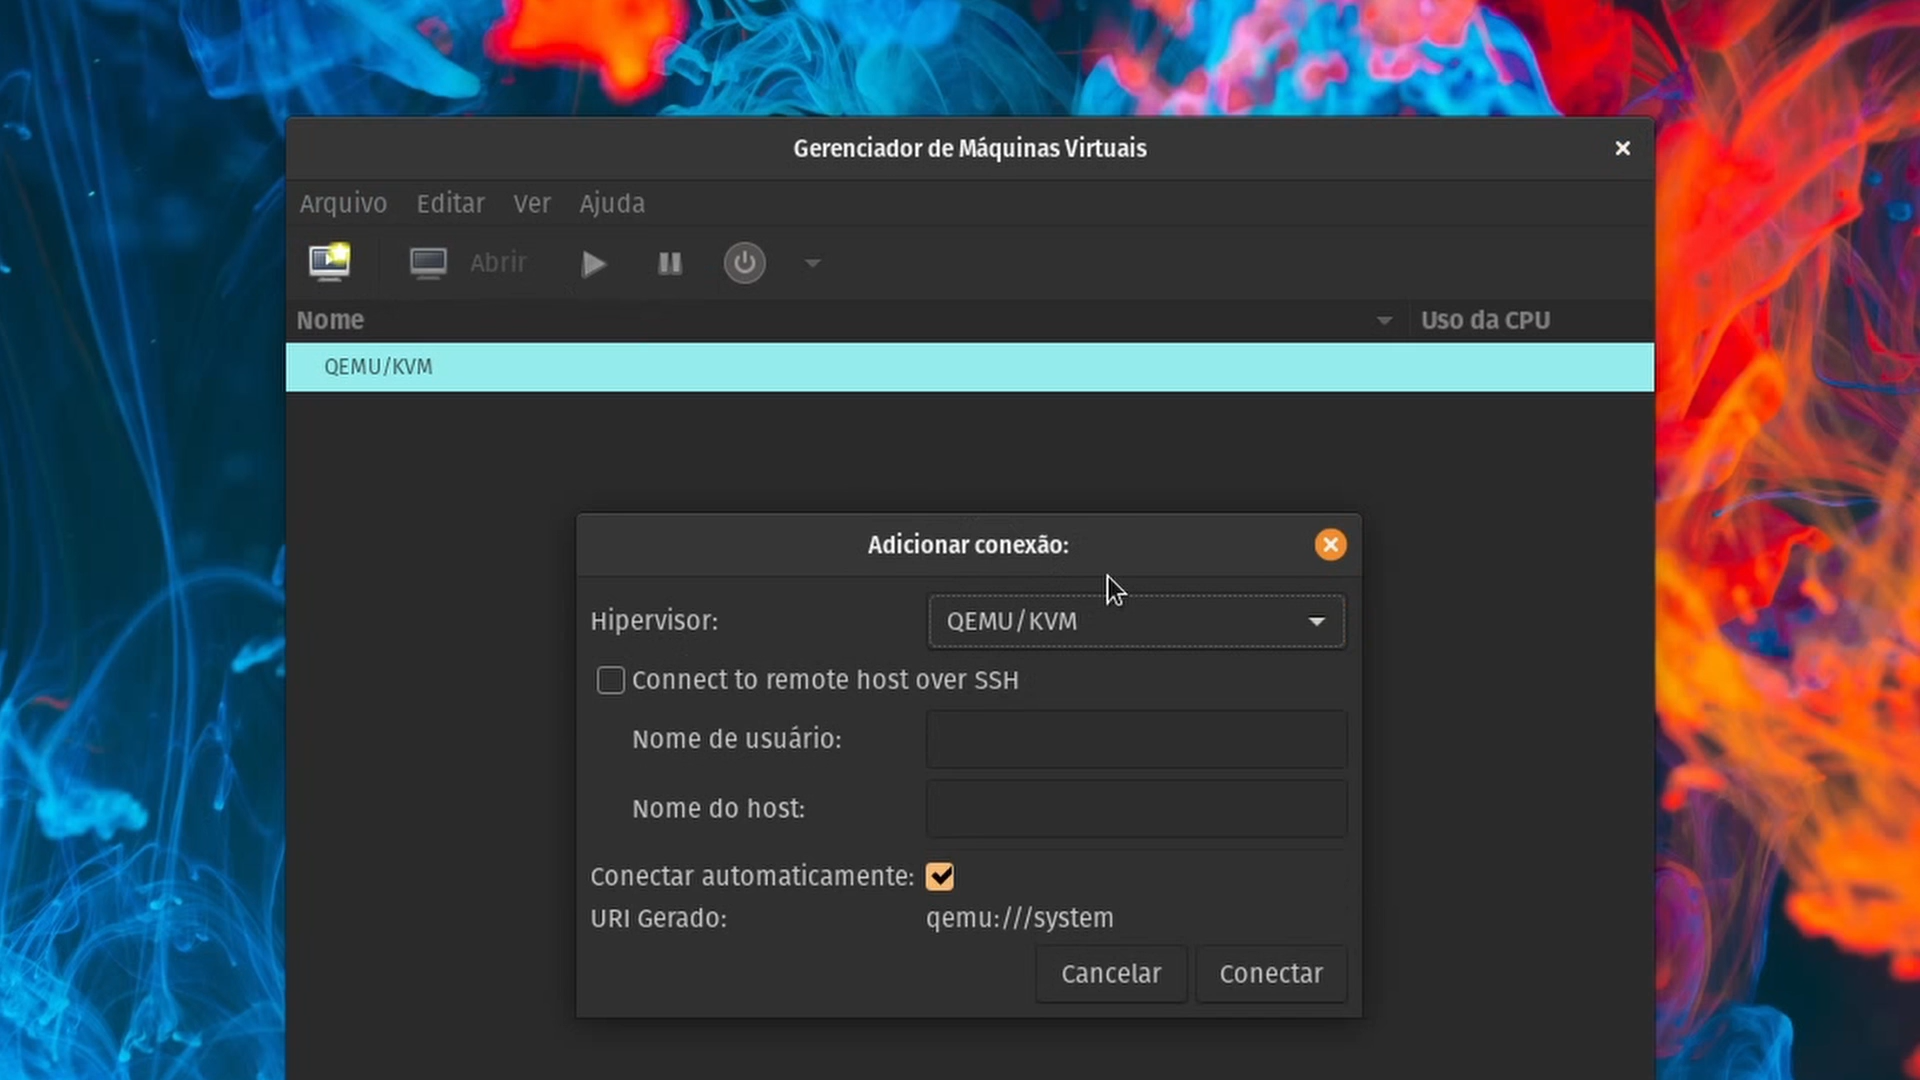 Gerenciador de Máquinas Virtuais
Arquivo Editar Ver Ajuda
Abrir
Nome Uso da CPU
QEMU/KVM
Adicionar conexão:
Hipervisor: QEMU/KVM
Connect to remote host over SSH
Nome de usuário:
Nome do host:
Conectar automaticamente:
URI Gerado: qemu:///system
Cancelar Conectar